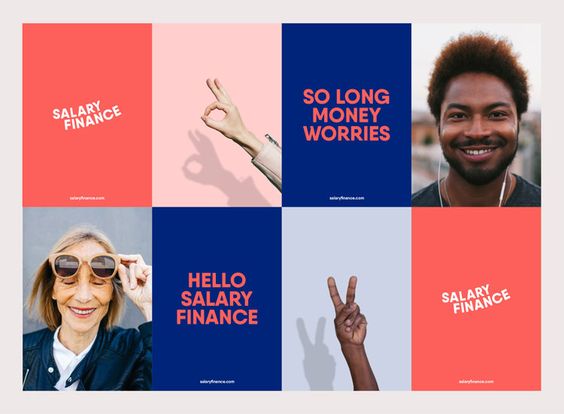 SALARY
FINANCE
salaryfinance.com
SO LONG
MONEY
WORRIES
salaryfinance.com
HELLO
SALARY
FINANCE
salaryfinance.com
SALARY
FINANCE
salaryfinance.com